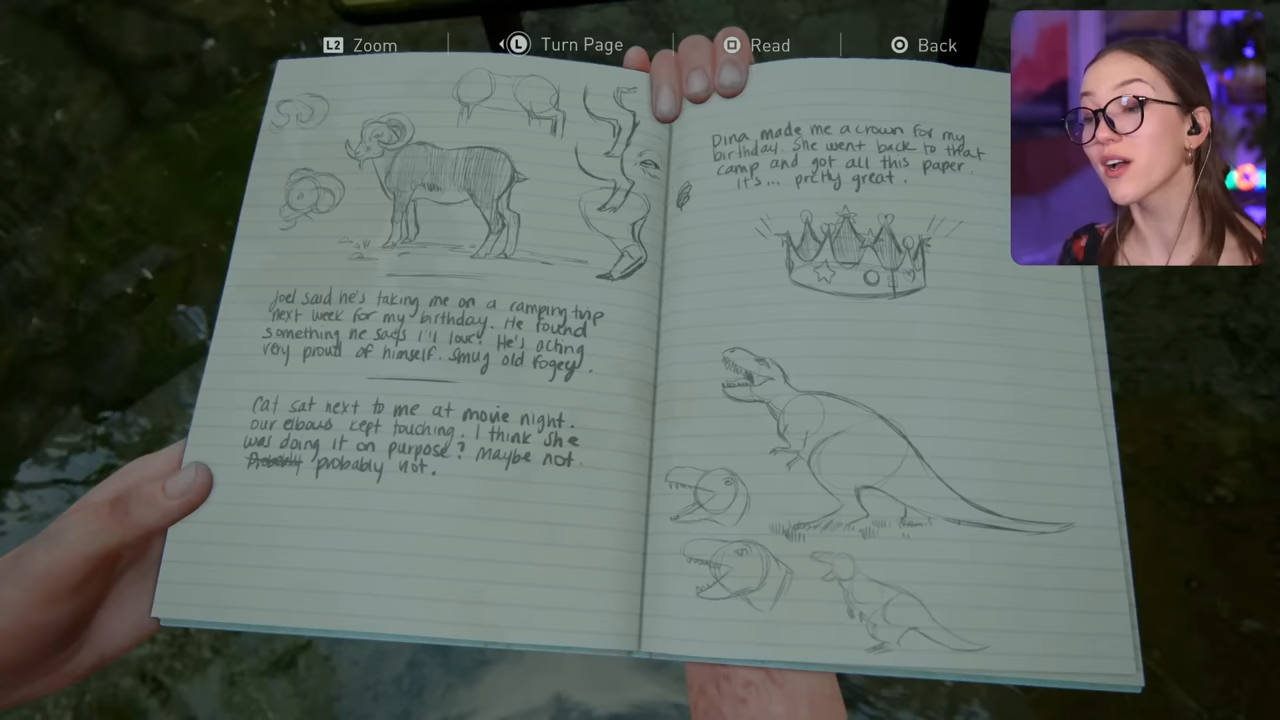 L2 Zoom
L Turn Page
Read
Back
Joel said he's taking me on a camping trip
next week for my birthday. He found
something he says I'll love. He's acting
very proud of himself. Smug old fogey.
Cat sat next to me at movie night.
our elbows kept touching. I think she
was doing it on purpose? Maybe not.
probably not.
Dina made me a crown for my
birthday. She went back to that
camp and got all this paper.
It's... pretty great.